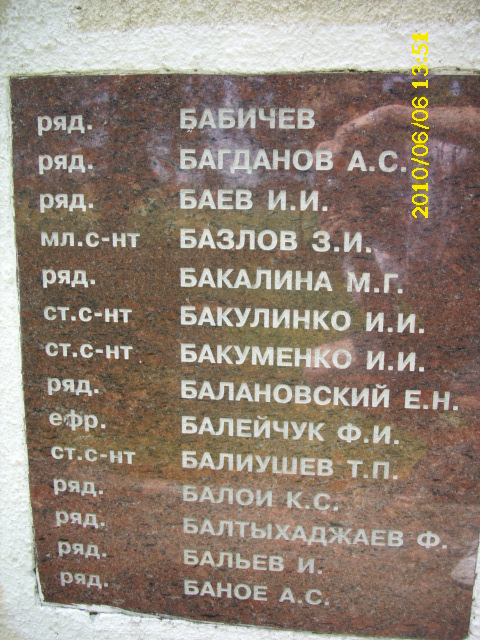 ряд. БАБИЧЕВ
ряд. БАГДАНОВ А.С.
ряд. БАЕВ И.И.
мл.с-нт БАЗЛОВ З.И.
ряд. БАКАЛИНА М.Г.
ст.с-нт БАКУЛИНКО И.И.
ст.с-нт БАКУМЕНКО И.И.
ряд. БАЛАНОВСКИЙ Е.Н.
ефр. БАЛЕЙЧУК Ф.И.
ст.с-нт БАЛИУШЕВ Т.П.
ряд. БАЛОИ К.С.
ряд. БАЛТЫХАДЖАЕВ Ф.
ряд. БАЛЬЕВ И.
ряд. БАНОЕ А.С.
2010/06/06 13:51